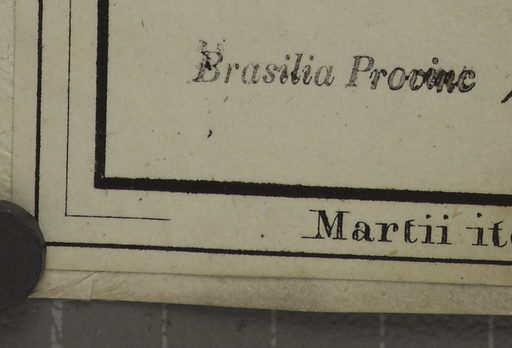 Brasilia Provinc
Martii it